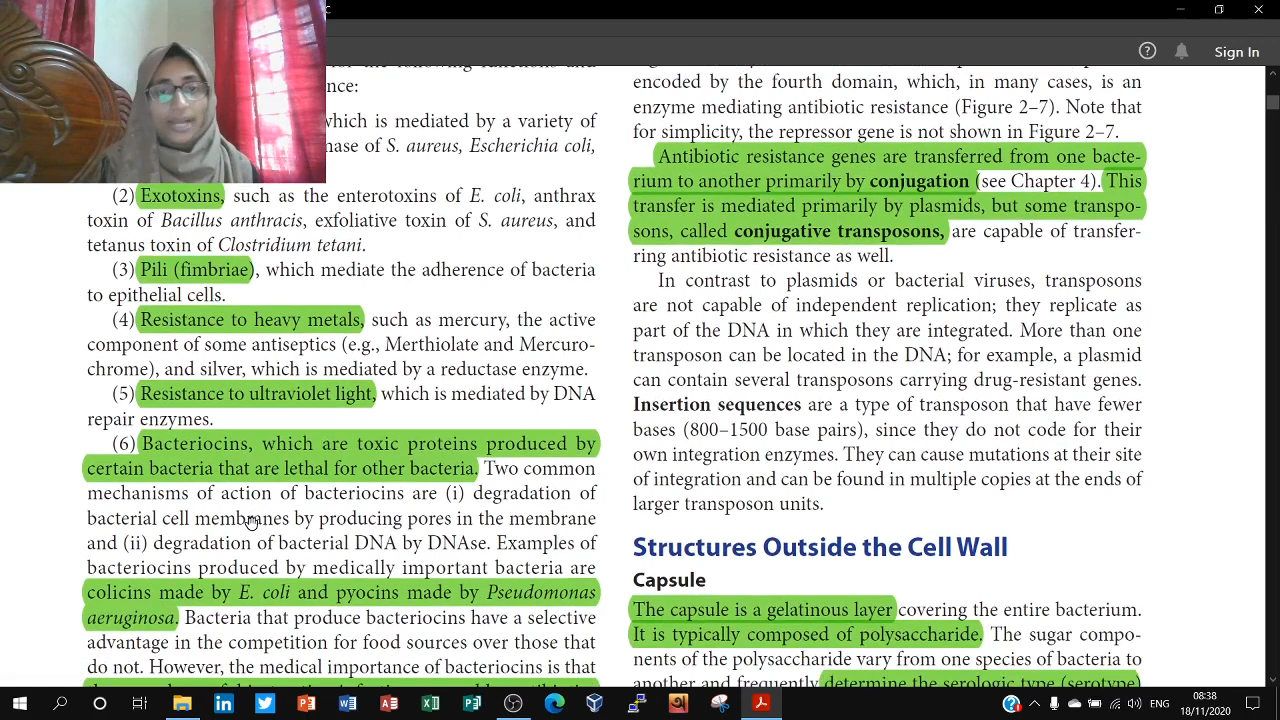 Sign In
for the following functions and
nce:
which is mediated by a variety of
mase of S. aureus, Escherichia coli,
(2) Exotoxins, such as the enterotoxins of E. coli, anthrax
toxin of Bacillus anthracis, exfoliative toxin of S. aureus, and
tetanus toxin of Clostridium tetani.
(3) Pili (fimbriae), which mediate the adherence of bacteria
to epithelial cells.
(4) Resistance to heavy metals, such as mercury, the active
component of some antiseptics (e.g., Merthiolate and Mercuro-
chrome), and silver, which is mediated by a reductase enzyme.
(5) Resistance to ultraviolet light, which is mediated by DNA
repair enzymes.
(6) Bacteriocins, which are toxic proteins produced by
certain bacteria that are lethal for other bacteria. Two common
mechanisms of action of bacteriocins are (i) degradation of
bacterial cell membranes by producing pores in the membrane
and (ii) degradation of bacterial DNA by DNAse. Examples of
bacteriocins produced by medically important bacteria are
colicins made by E. coli and pyocins made by Pseudomonas
aeruginosa. Bacteria that produce bacteriocins have a selective
advantage in the competition for food sources over those that
do not. However, the medical importance of bacteriocins is that
encoded by the fourth domain, which, in many cases, is an
enzyme mediating antibiotic resistance (Figure 2–7). Note that
for simplicity, the repressor gene is not shown in Figure 2–7.
Antibiotic resistance genes are transferred from one bacte-
rium to another primarily by conjugation (see Chapter 4). This
transfer is mediated primarily by plasmids, but some transpo-
sons, called conjugative transposons, are capable of transfer-
ring antibiotic resistance as well.
In contrast to plasmids or bacterial viruses, transposons
are not capable of independent replication; they replicate as
part of the DNA in which they are integrated. More than one
transposon can be located in the DNA; for example, a plasmid
can contain several transposons carrying drug-resistant genes.
Insertion sequences are a type of transposon that have fewer
bases (800–1500 base pairs), since they do not code for their
own integration enzymes. They can cause mutations at their site
of integration and can be found in multiple copies at the ends of
larger transposon units.
Structures Outside the Cell Wall
Capsule
The capsule is a gelatinous layer covering the entire bacterium.
It is typically composed of polysaccharide. The sugar compo-
nents of the polysaccharide vary from one species of bacteria to
another and frequently determine the serologic type (serotype)
ENG
08:38
18/11/2020